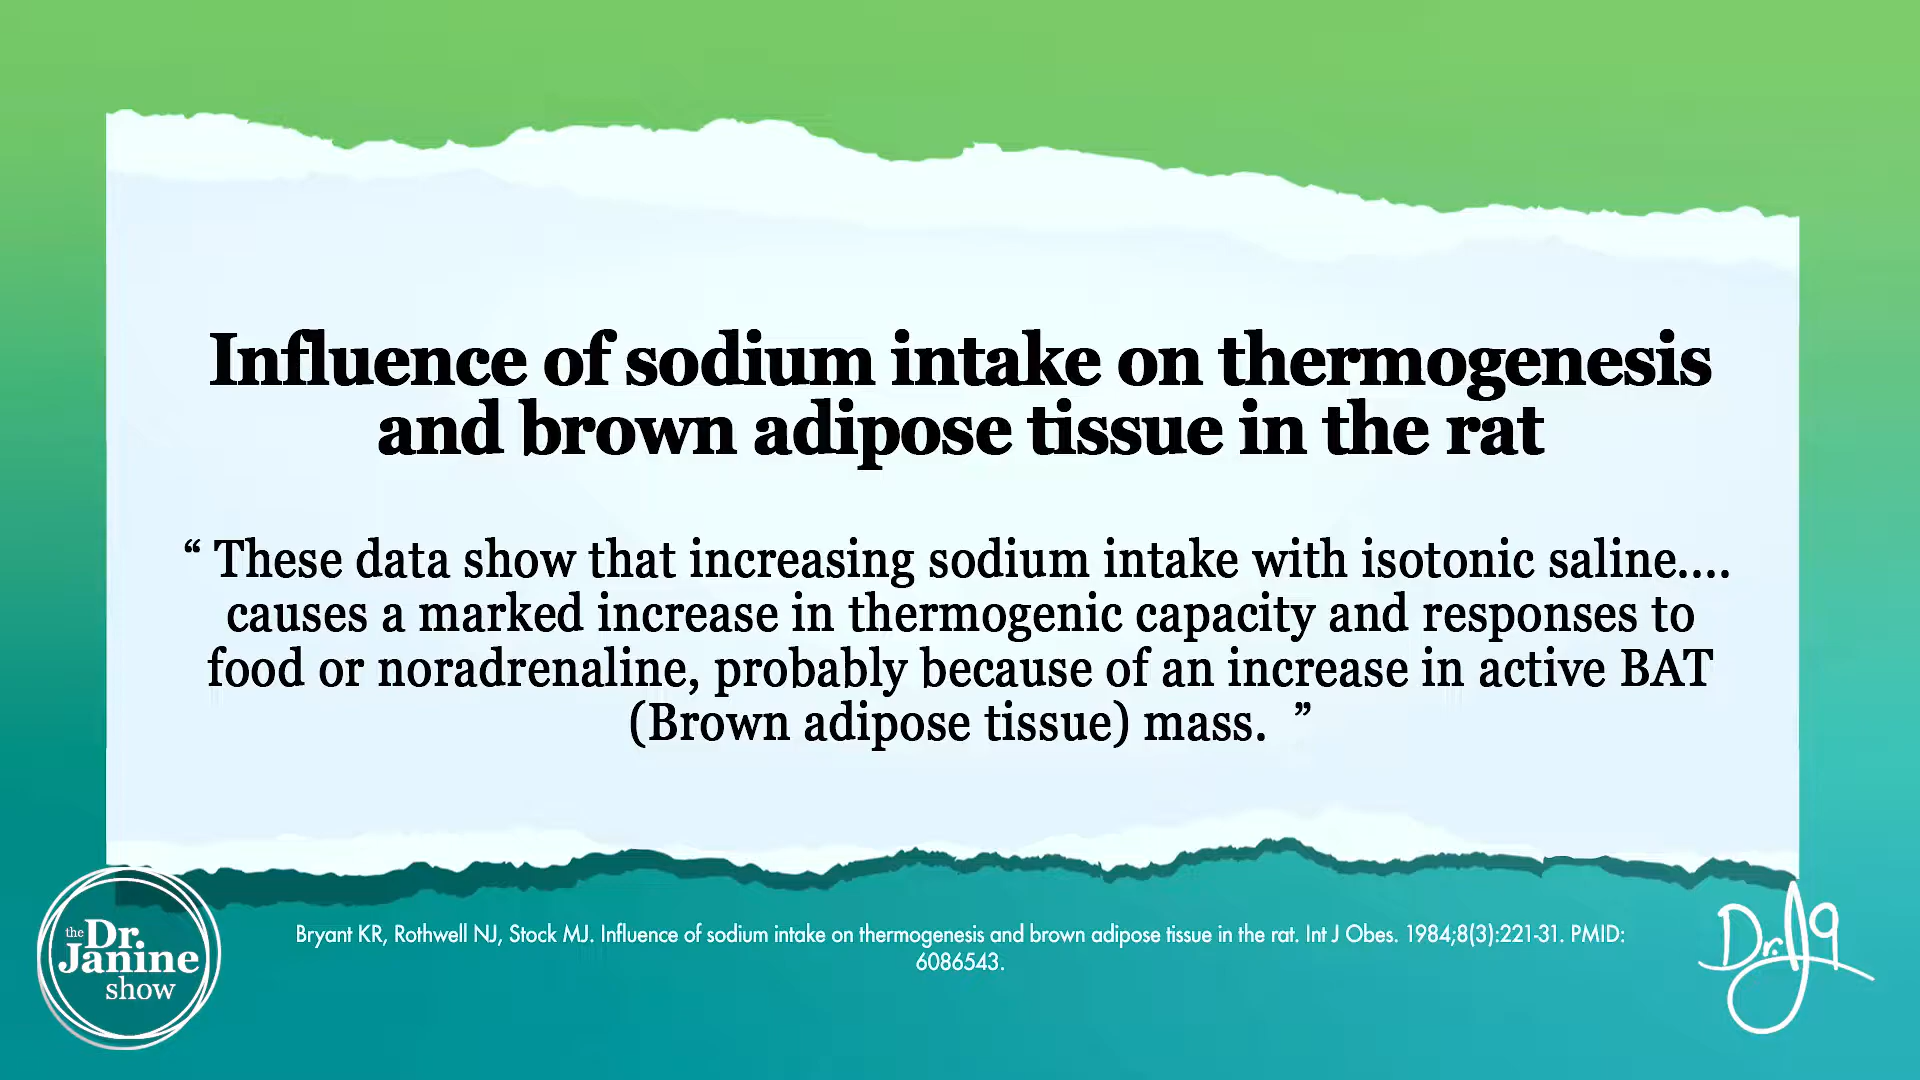 Influence of sodium intake on thermogenesis
and brown adipose tissue in the rat
“ These data show that increasing sodium intake with isotonic saline....
causes a marked increase in thermogenic capacity and responses to
food or noradrenaline, probably because of an increase in active BAT
(Brown adipose tissue) mass. ”
Bryant KR, Rothwell NJ, Stock MJ. Influence of sodium intake on thermogenesis and brown adipose tissue in the rat. Int J Obes. 1984;8(3):221-31. PMID:
6086543.
the Dr.
Janine
show
Dr.J9